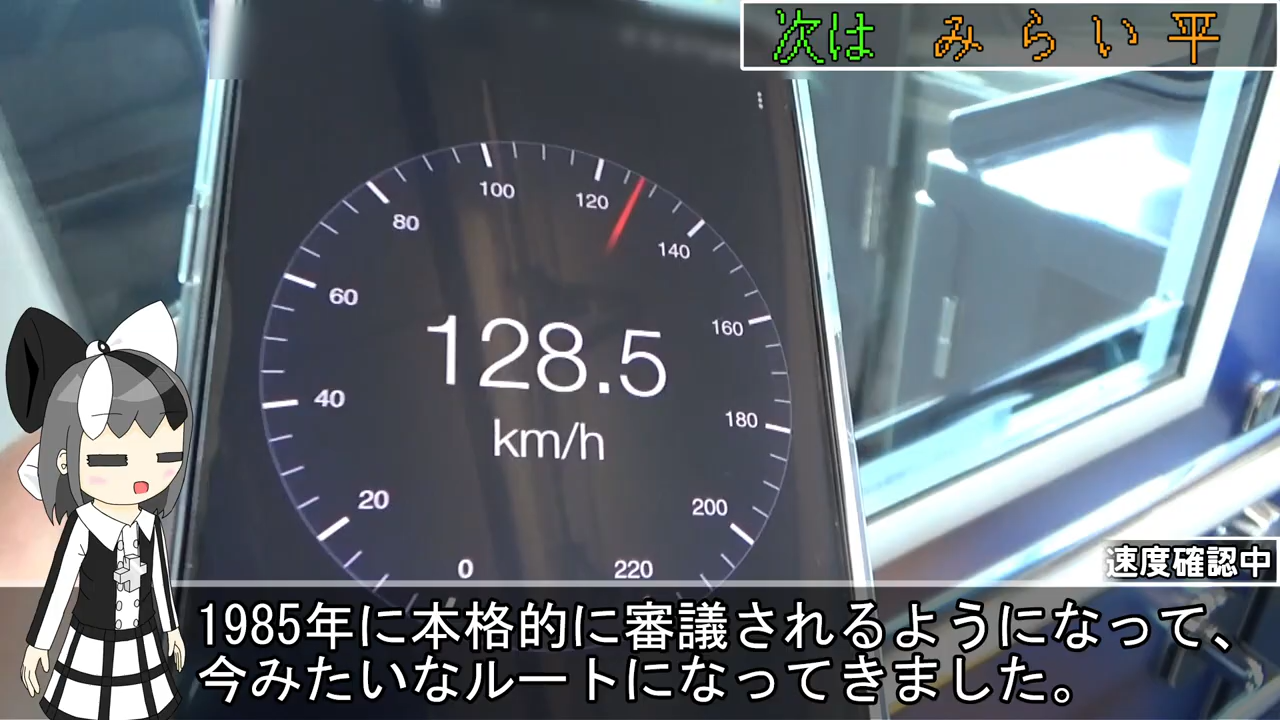 次は みらい平
100
120
80
140
60
160
128.5
40
180
km/h
20
200
0
220
速度確認中
1985年に本格的に審議されるようになって、
今みたいなルートになってきました。